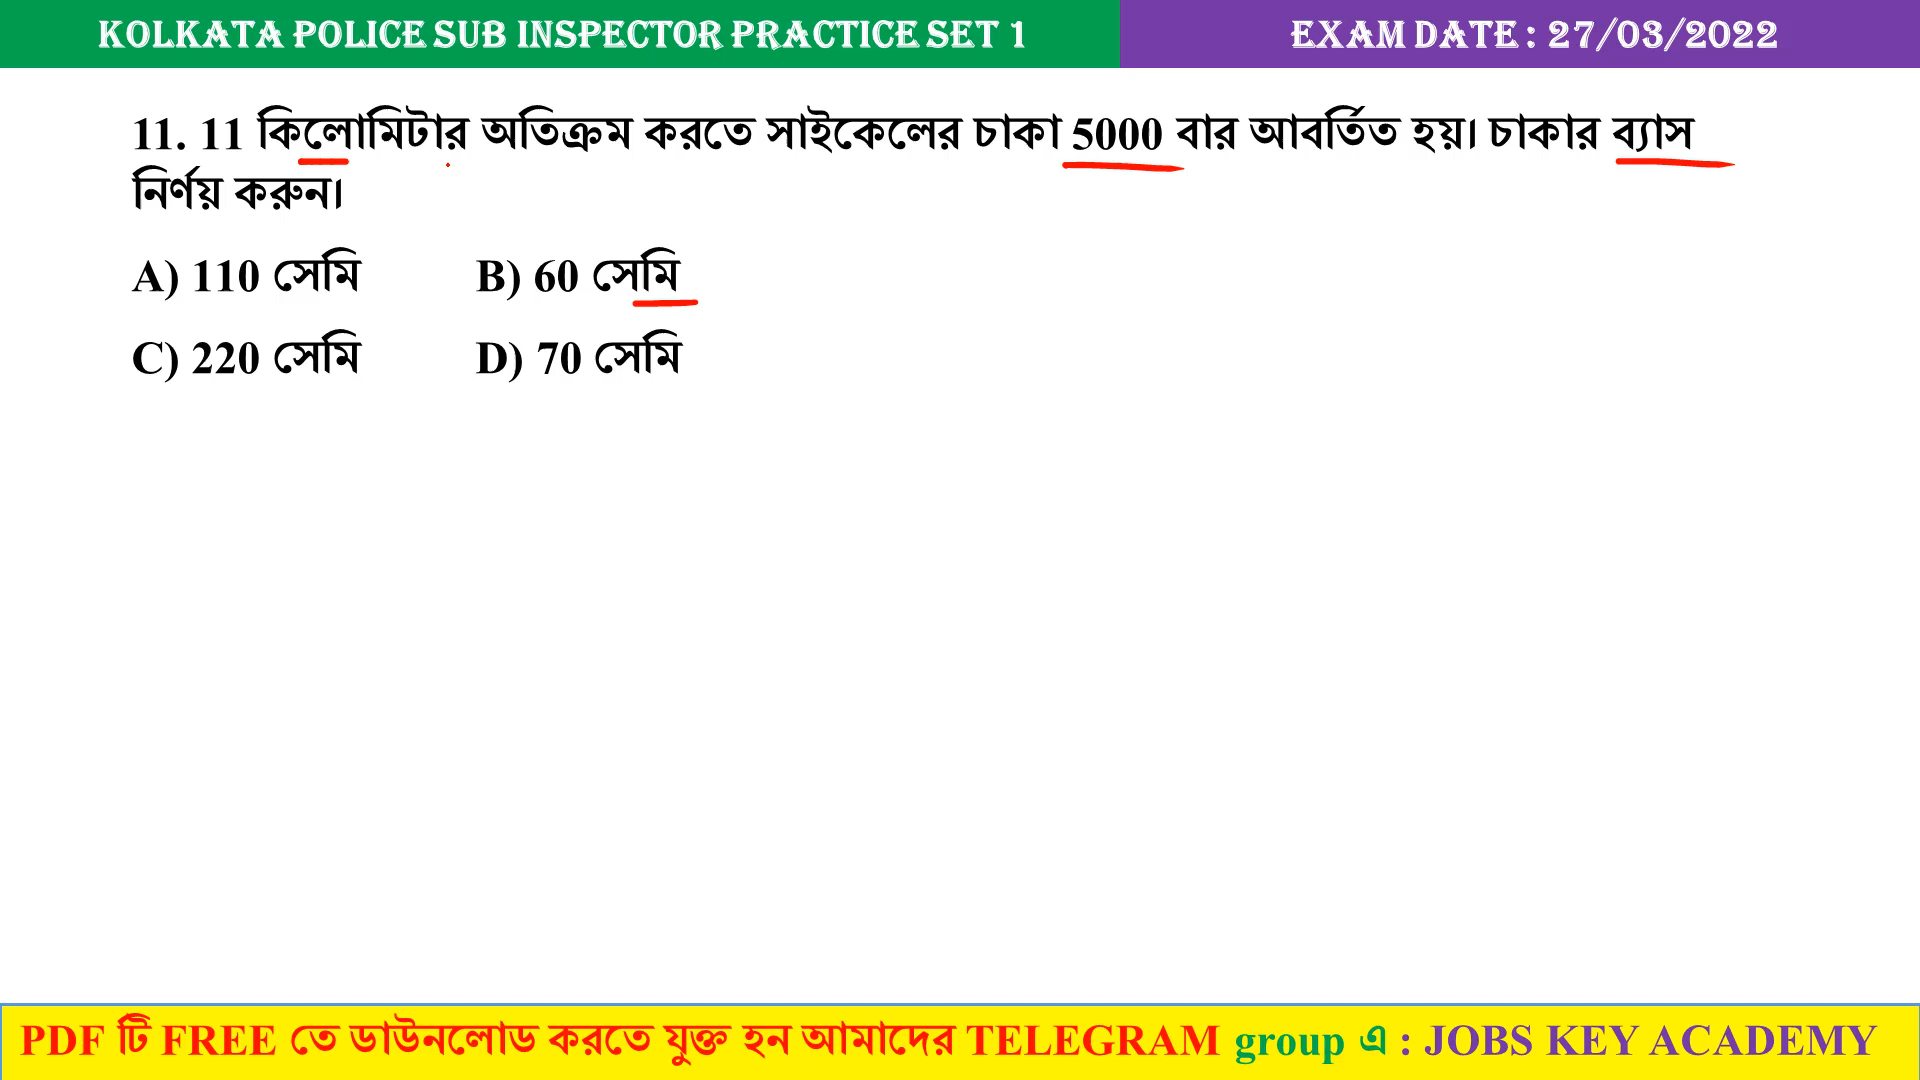 KOLKATA POLICE SUB INSPECTOR PRACTICE SET 1
EXAM DATE : 27/03/2022
11. 11 কিলোমিটার অতিক্রম করতে সাইকেলের চাকা 5000 বার আবর্তিত হয়। চাকার ব্যাস
নির্ণয় করুন।
A) 110 সেমি B) 60 সেমি
C) 220 সেমি D) 70 সেমি
PDF টি FREE তে ডাউনলোড করতে যুক্ত হন আমাদের TELEGRAM group এ : JOBS KEY ACADEMY